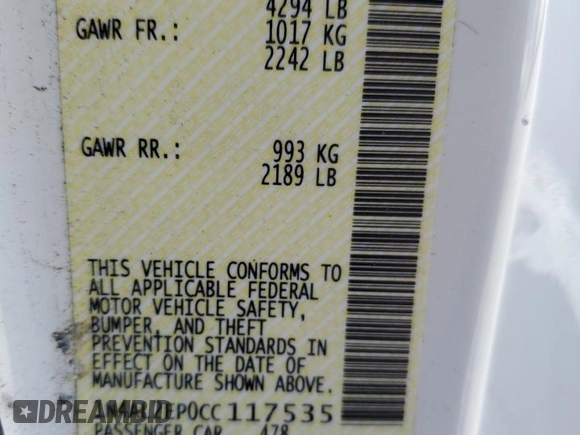 4294 LB
GAWR FR.: 1017 KG
2242 LB
GAWR RR.: 993 KG
2189 LB
THIS VEHICLE CONFORMS TO
ALL APPLICABLE FEDERAL
MOTOR VEHICLE SAFETY,
BUMPER, AND THEFT
PREVENTION STANDARDS IN
EFFECT ON THE DATE OF
MANUFACTURE SHOWN ABOVE.
117535
PASSENGER CAR 478
DREAMBID